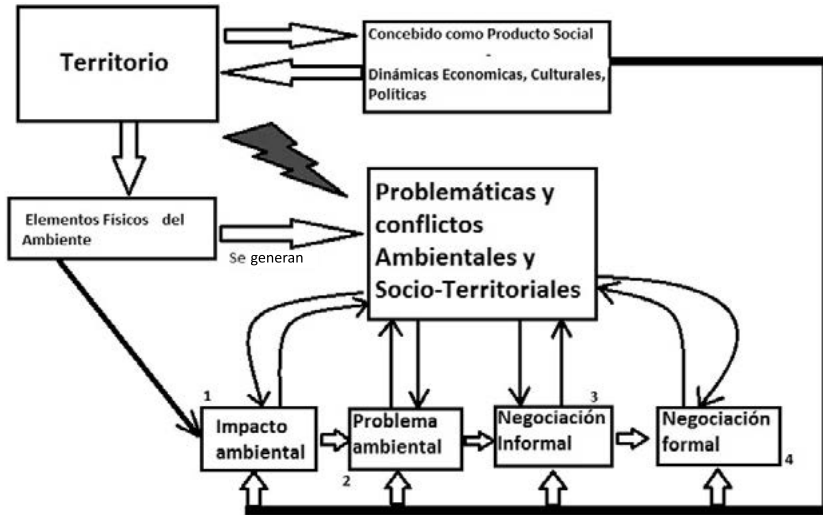 Territorio
Concebido como Producto Social
-
Dinámicas Economicas, Culturales,
Políticas
Elementos Físicos del
Ambiente
Se generan
Problemáticas y
conflictos
Ambientales y
Socio-Territoriales
1
Impacto
ambiental
Problema
ambiental
2
3
Negociación
Informal
Negociación
formal
4